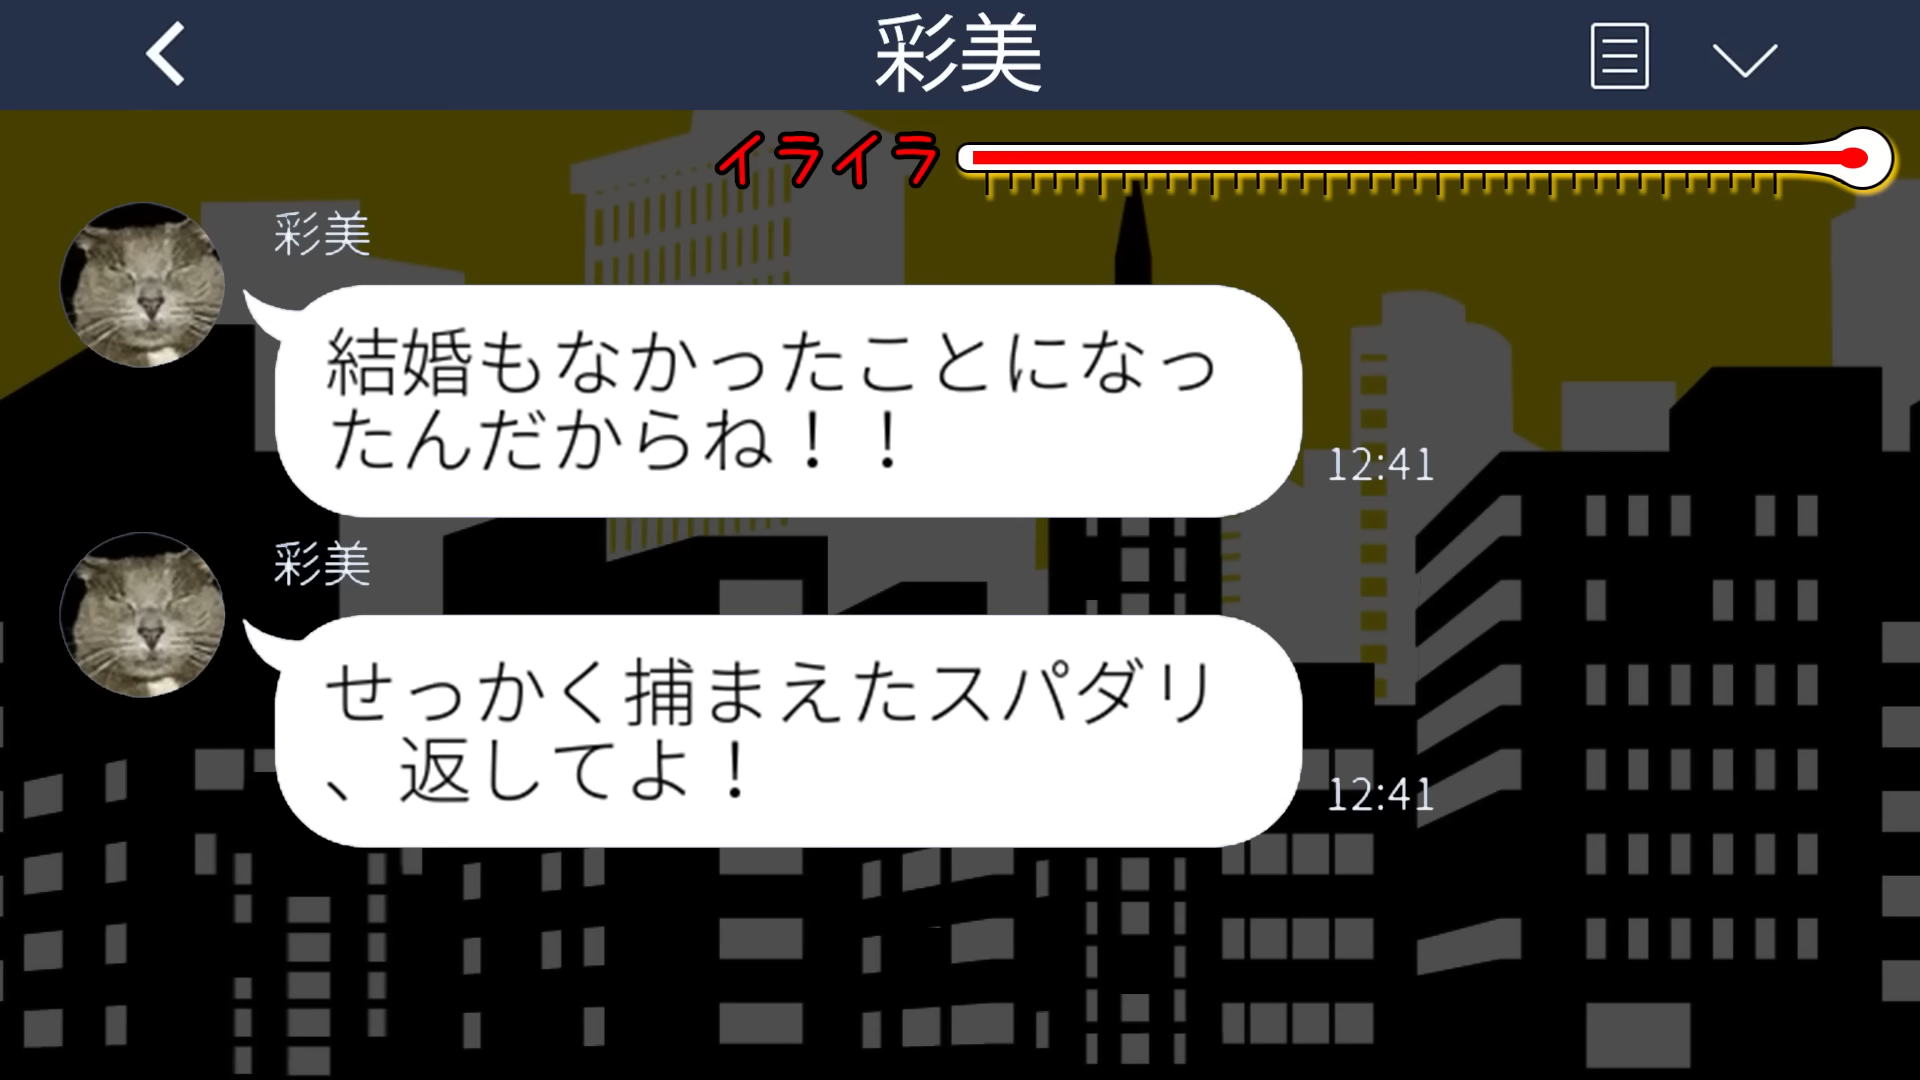 彩美
イライラ
彩美
結婚もなかったことになっ
たんだからね！！
12:41
彩美
せっかく捕まえたスパダリ
、返してよ！
12:41